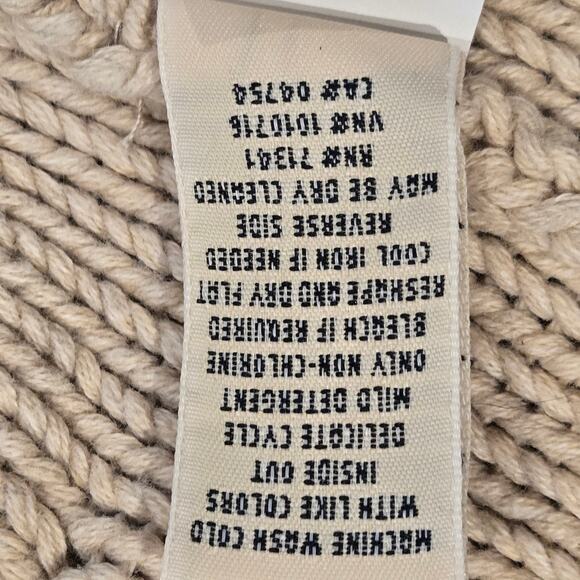 MACHINE WASH COLD
WITH LIKE COLORS
INSIDE OUT
DELICATE CYCLE
MILD DETERGENT
ONLY NON-CHLORINE
BLEACH IF REQUIRED
RESHAPE AND DRY FLAT
COOL IRON IF NEEDED
REVERSE SIDE
MAY BE DRY CLEANED
RN# 71341
VN# 1010716
CA# 04754